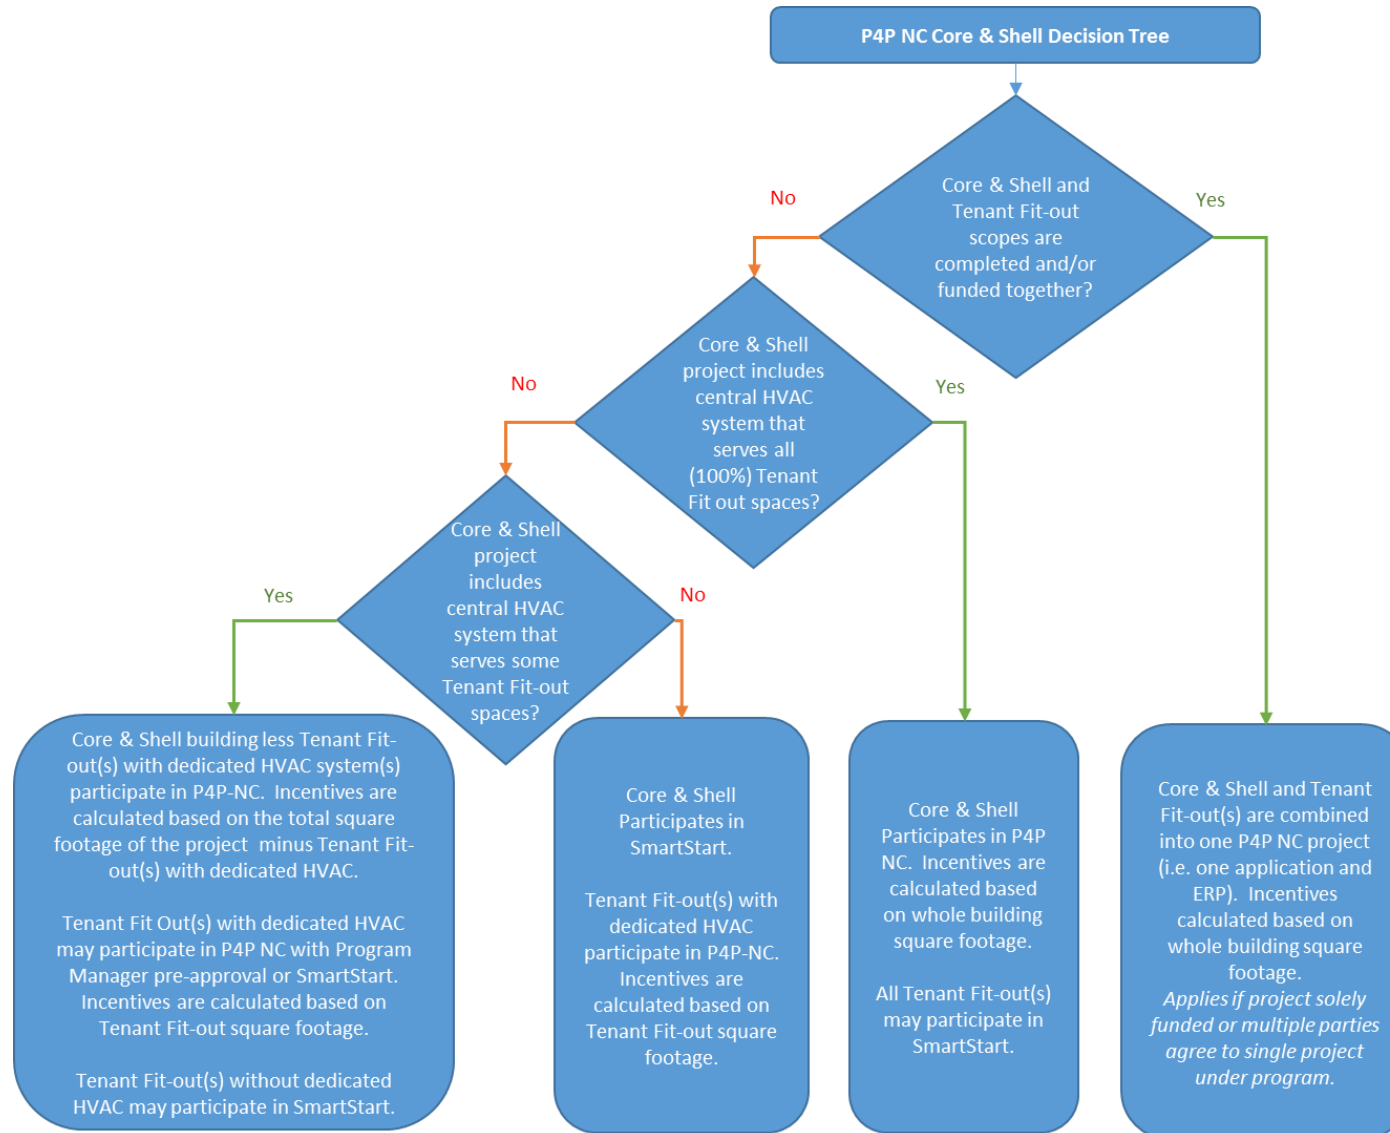 P4P NC Core & Shell Decision Tree
Core & Shell and
Tenant Fit-out
scopes are
completed and/or
funded together?
No
Yes
Core & Shell
project includes
central HVAC
system that
serves all
(100%) Tenant
Fit out spaces?
No
Yes
Core & Shell
project
includes
central HVAC
system that
serves some
Tenant Fit-out
spaces?
Yes
No
Core & Shell building less Tenant Fit-
out(s) with dedicated HVAC system(s)
participate in P4P-NC. Incentives are
calculated based on the total square
footage of the project minus Tenant Fit-
out(s) with dedicated HVAC.
Tenant Fit Out(s) with dedicated HVAC
may participate in P4P NC with Program
Manager pre-approval or SmartStart.
Incentives are calculated based on
Tenant Fit-out square footage.
Tenant Fit-out(s) without dedicated
HVAC may participate in SmartStart.
Core & Shell
Participates in
SmartStart.
Tenant Fit-out(s) with
dedicated HVAC
participate in P4P-NC.
Incentives are
calculated based on
Tenant Fit-out square
footage.
Core & Shell
Participates in P4P
NC. Incentives are
calculated based
on whole building
square footage.
All Tenant Fit-out(s)
may participate in
SmartStart.
Core & Shell and Tenant
Fit-out(s) are combined
into one P4P NC project
(i.e. one application and
ERP). Incentives
calculated based on
whole building square
footage.
Applies if project solely
funded or multiple parties
agree to single project
under program.